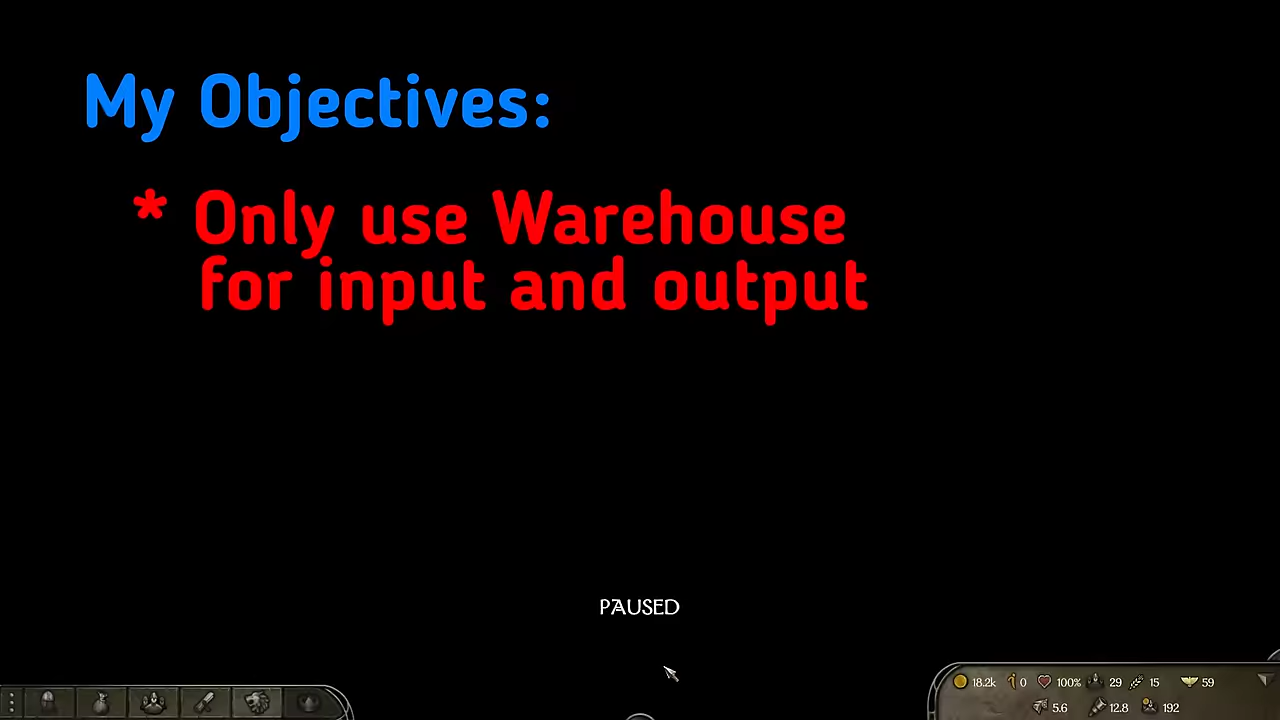 My Objectives:
* Only use Warehouse
for input and output
PAUSED
18.2k 0 100% 29 15 59
5.6 12.8 192